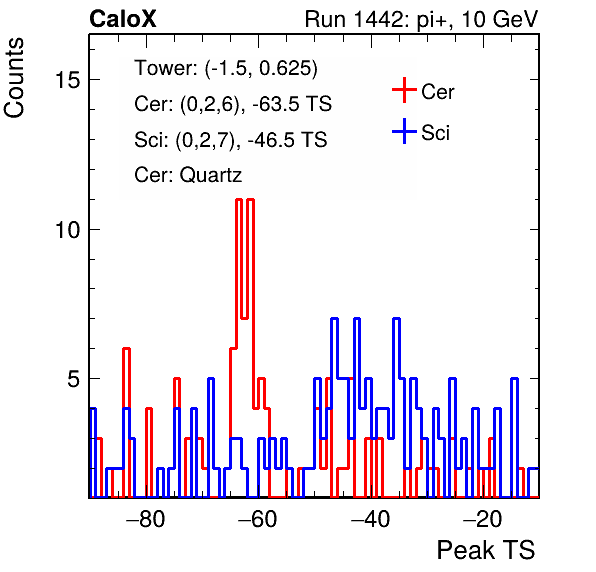 CaloX Run 1442: pi+, 10 GeV
Counts
Tower: (-1.5, 0.625)
Cer: (0,2,6), -63.5 TS
Sci: (0,2,7), -46.5 TS
Cer: Quartz
Cer
Sci
15
10
5
−80 −60 −40 −20
Peak TS